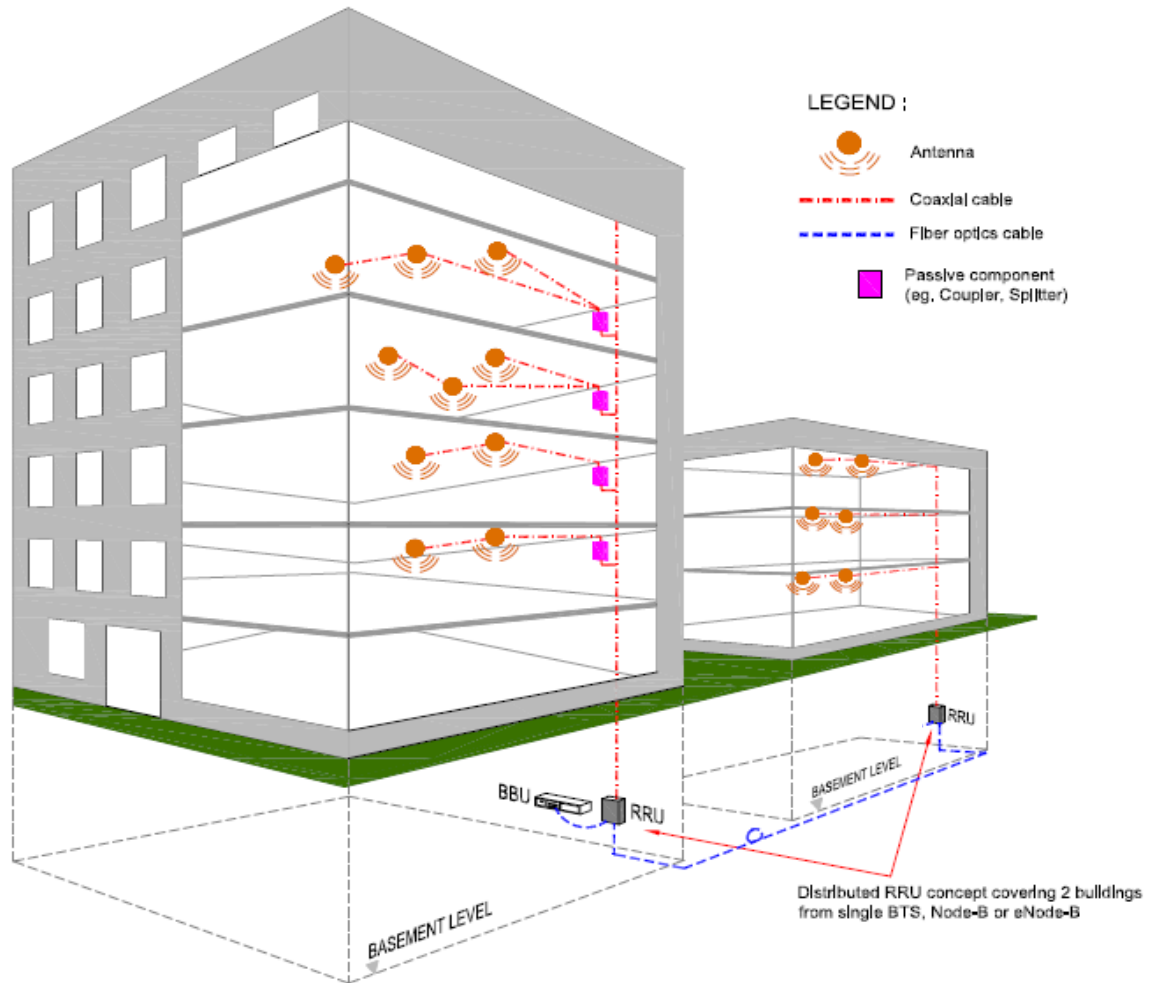 LEGEND :
Antenna
Coaxial cable
Fiber optics cable
Passive component
(eg, Coupler, Splitter)
RRU
BASEMENT LEVEL
BBU
RRU
Distributed RRU concept covering 2 buildings
from single BTS, Node-B or eNode-B
BASEMENT LEVEL